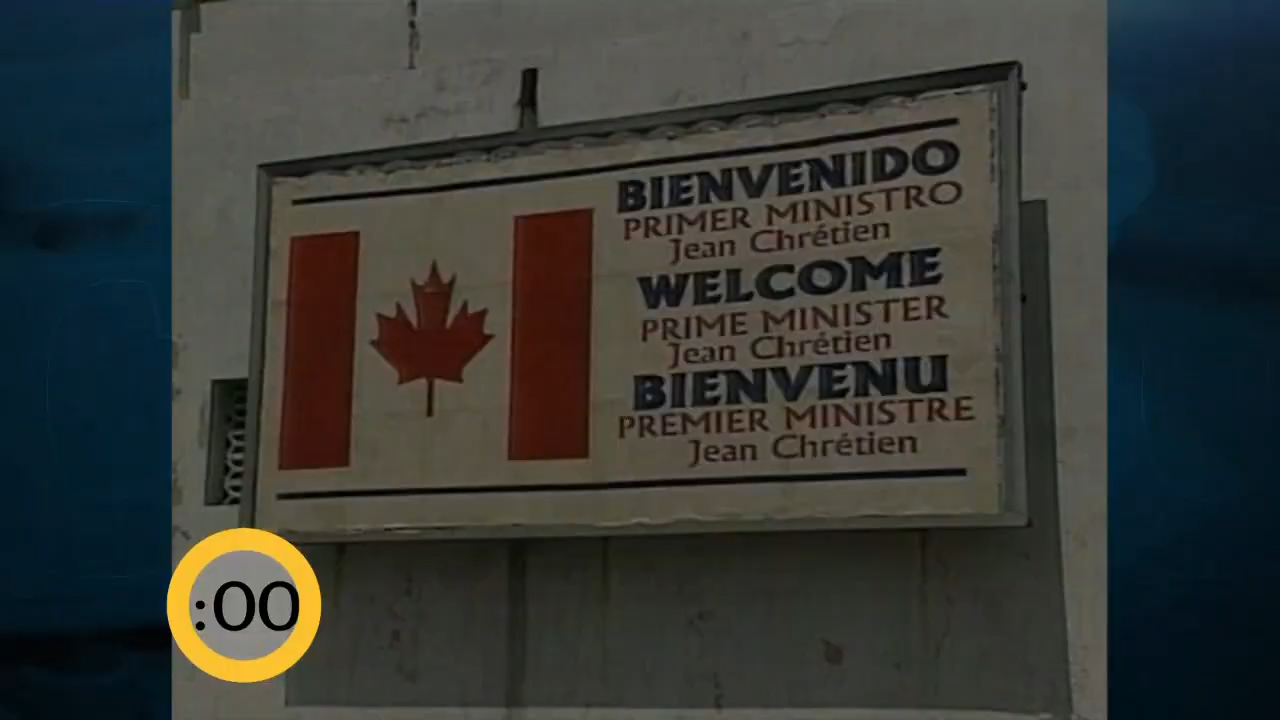 BIENVENIDO
PRIMER MINISTRO
Jean Chrétien
WELCOME
PRIME MINISTER
Jean Chrétien
BIENVENU
PREMIER MINISTRE
Jean Chrétien
:00